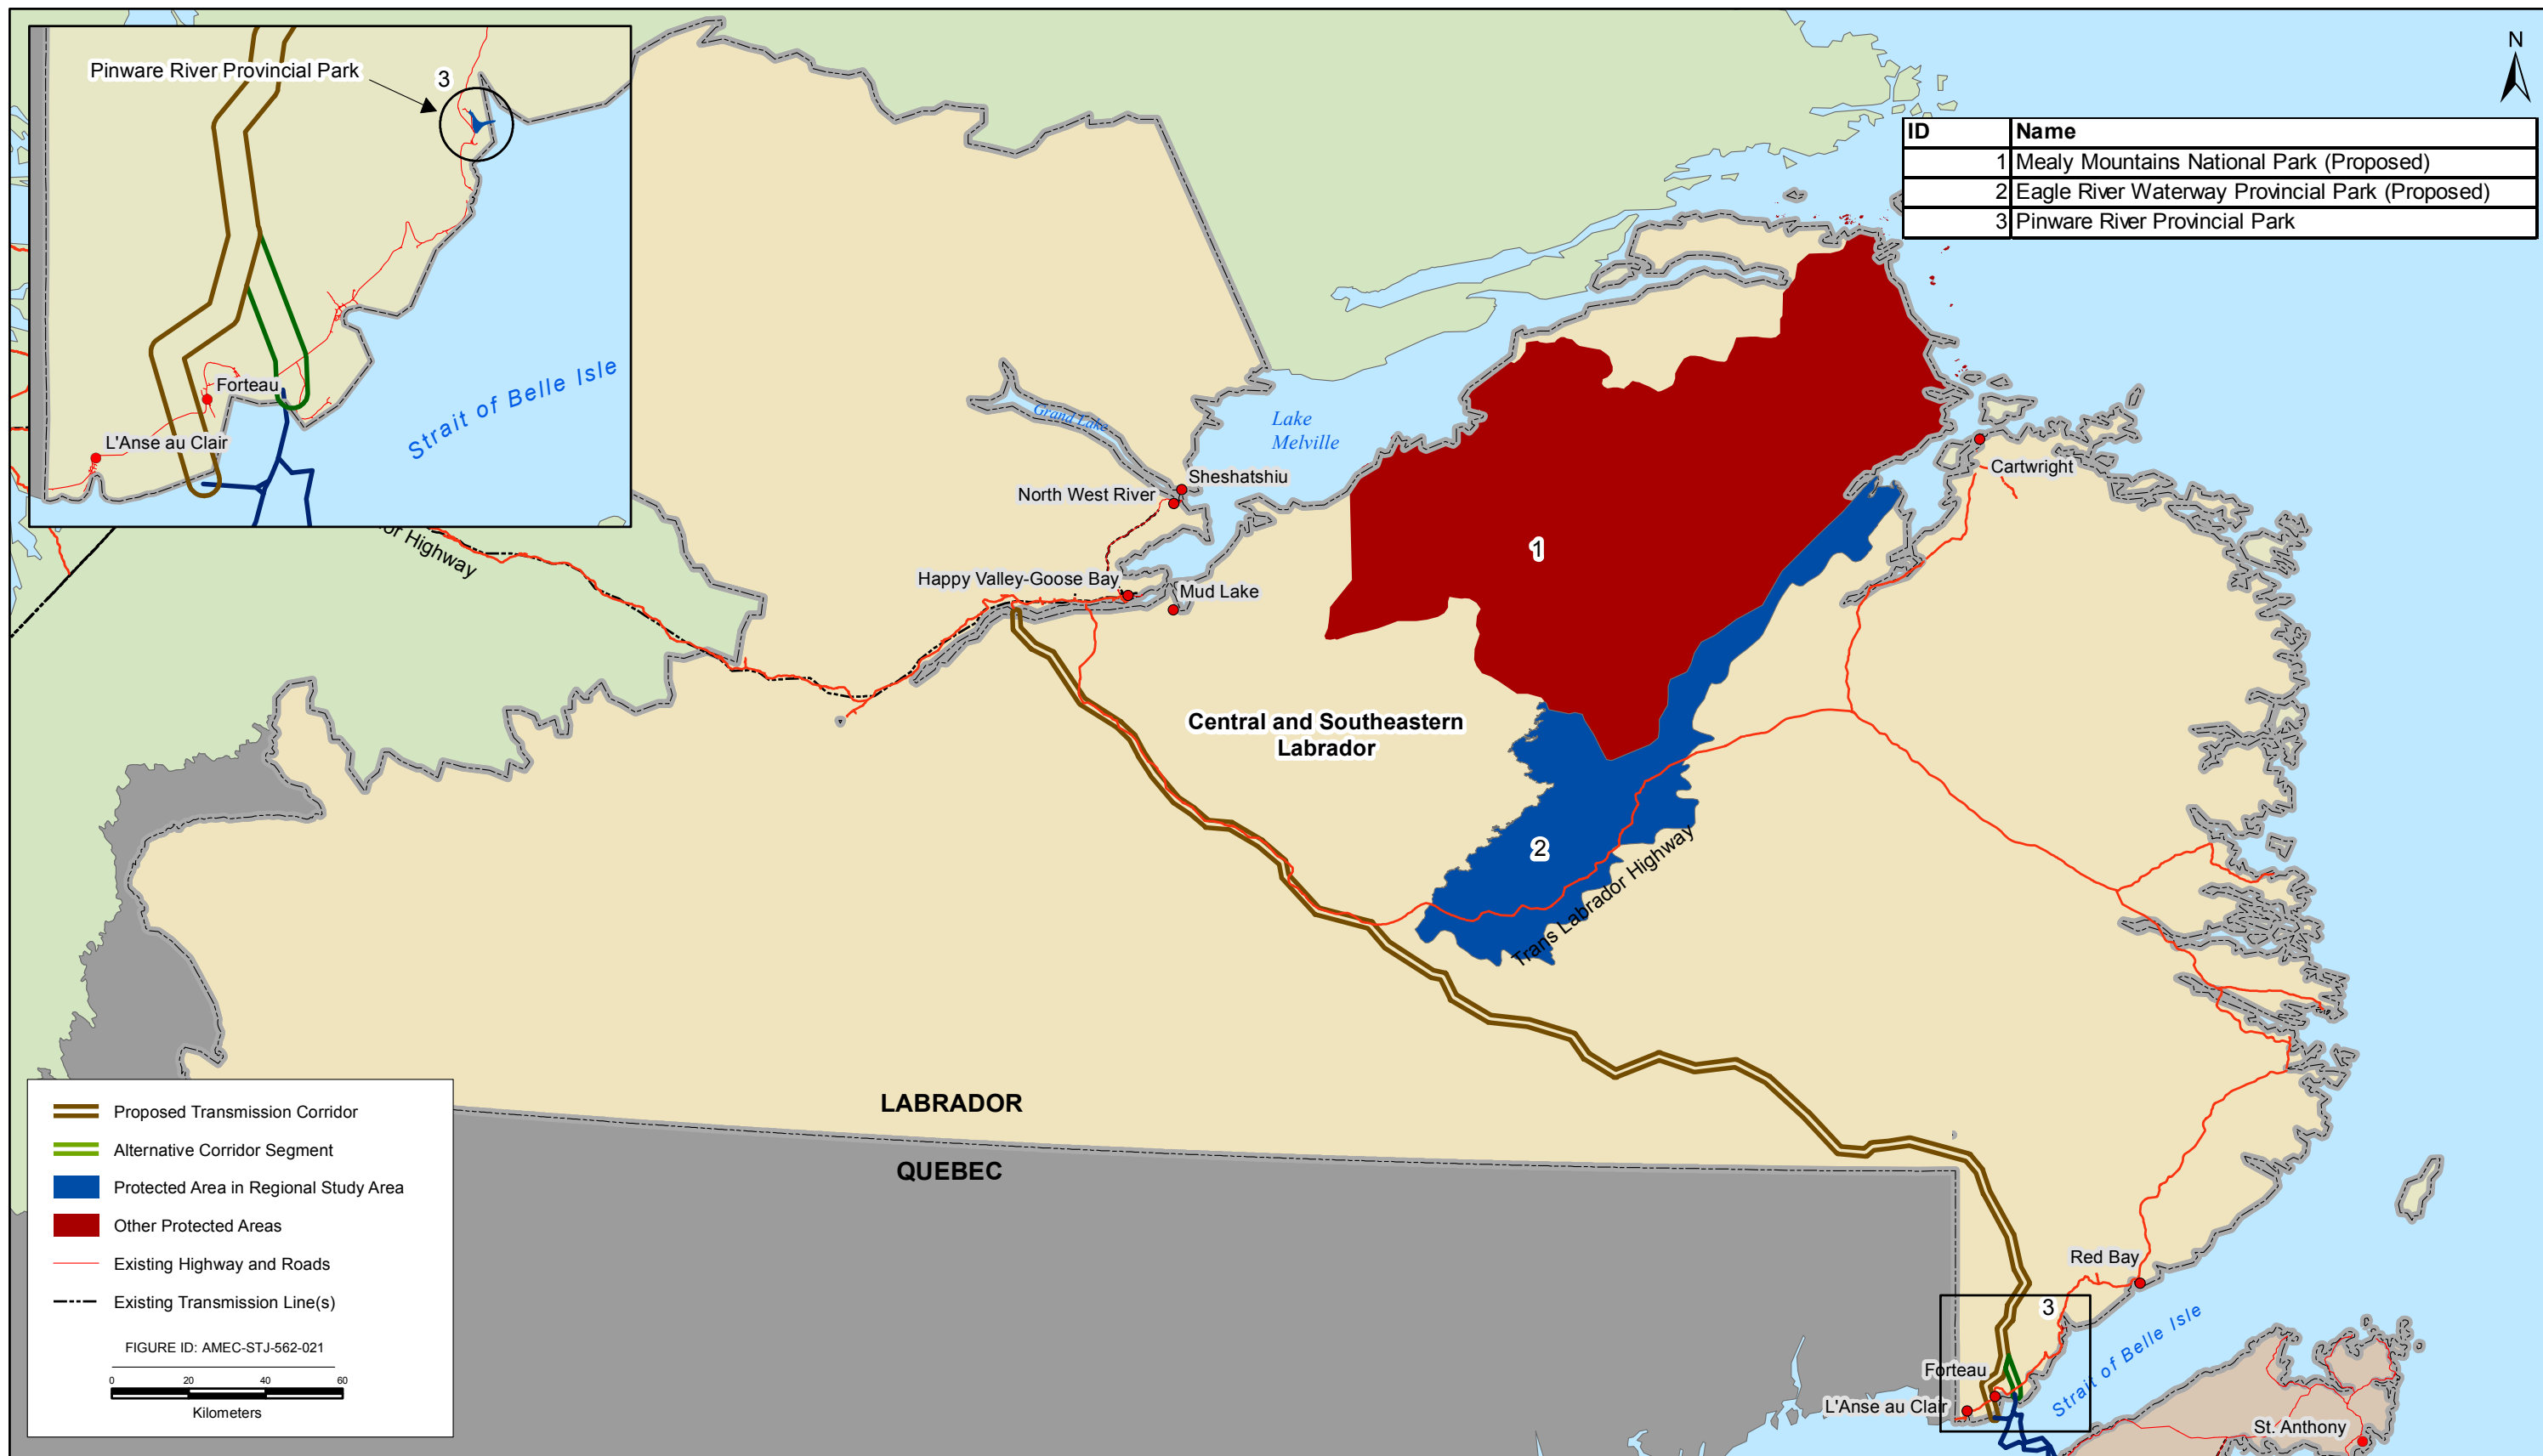 Pinware River Provincial Park
3
Forteau
L'Anse au Clair
Strait of Belle Isle
N
ID Name
1 Mealy Mountains National Park (Proposed)
2 Eagle River Waterway Provincial Park (Proposed)
3 Pinware River Provincial Park
or Highway
Grand Lake
Lake
Melville
Sheshatshiu
North West River
Cartwright
Happy Valley-Goose Bay
Mud Lake
1
Central and Southeastern
Labrador
2
Trans Labrador Highway
LABRADOR
QUEBEC
Red Bay
3
Forteau
L'Anse au Clair
Strait of Belle Isle
St. Anthony
Proposed Transmission Corridor
Alternative Corridor Segment
Protected Area in Regional Study Area
Other Protected Areas
Existing Highway and Roads
Existing Transmission Line(s)
FIGURE ID: AMEC-STJ-562-021
0 20 40 60
Kilometers